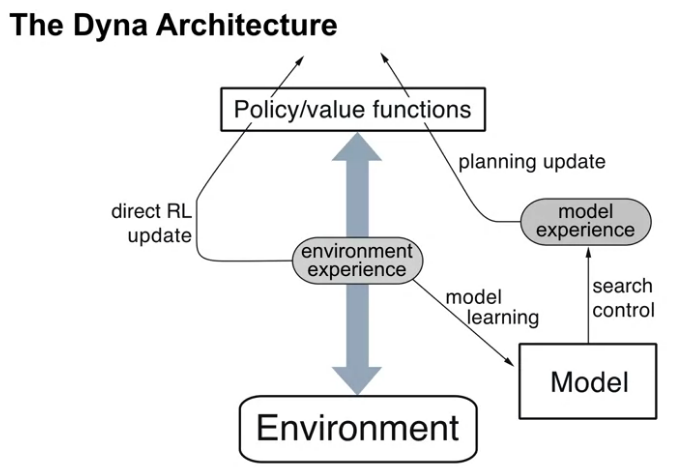 The Dyna Architecture
Policy/value functions
planning update
direct RL
update
model
experience
environment
experience
model
learning
search
control
Model
Environment